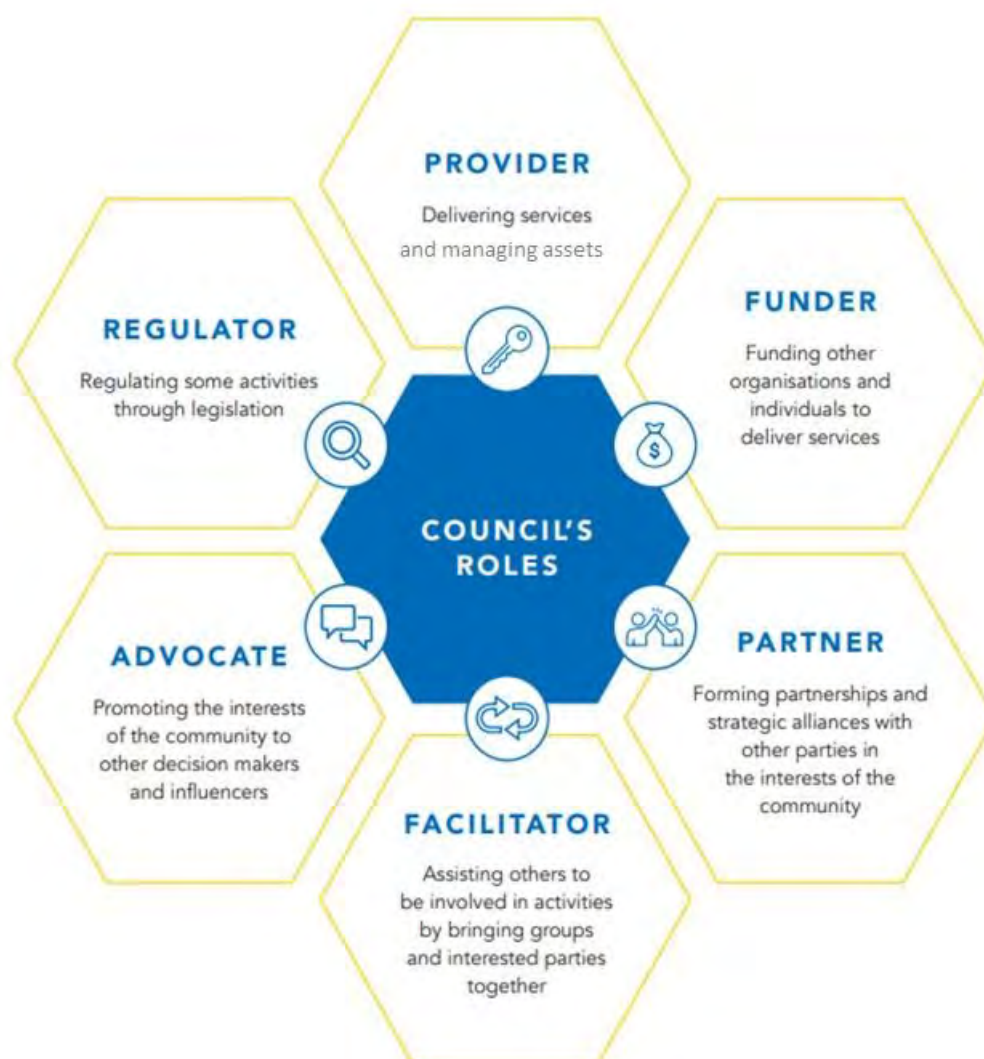 PROVIDER
Delivering services
and managing assets
FUNDER
Funding other
organisations and
individuals to
deliver services
PARTNER
Forming partnerships and
strategic alliances with
other parties in
the interests of the
community
FACILITATOR
Assisting others to
be involved in activities
by bringing groups
and interested parties
together
ADVOCATE
Promoting the interests
of the community to
other decision makers
and influencers
REGULATOR
Regulating some activities
through legislation
COUNCIL'S
ROLES
$